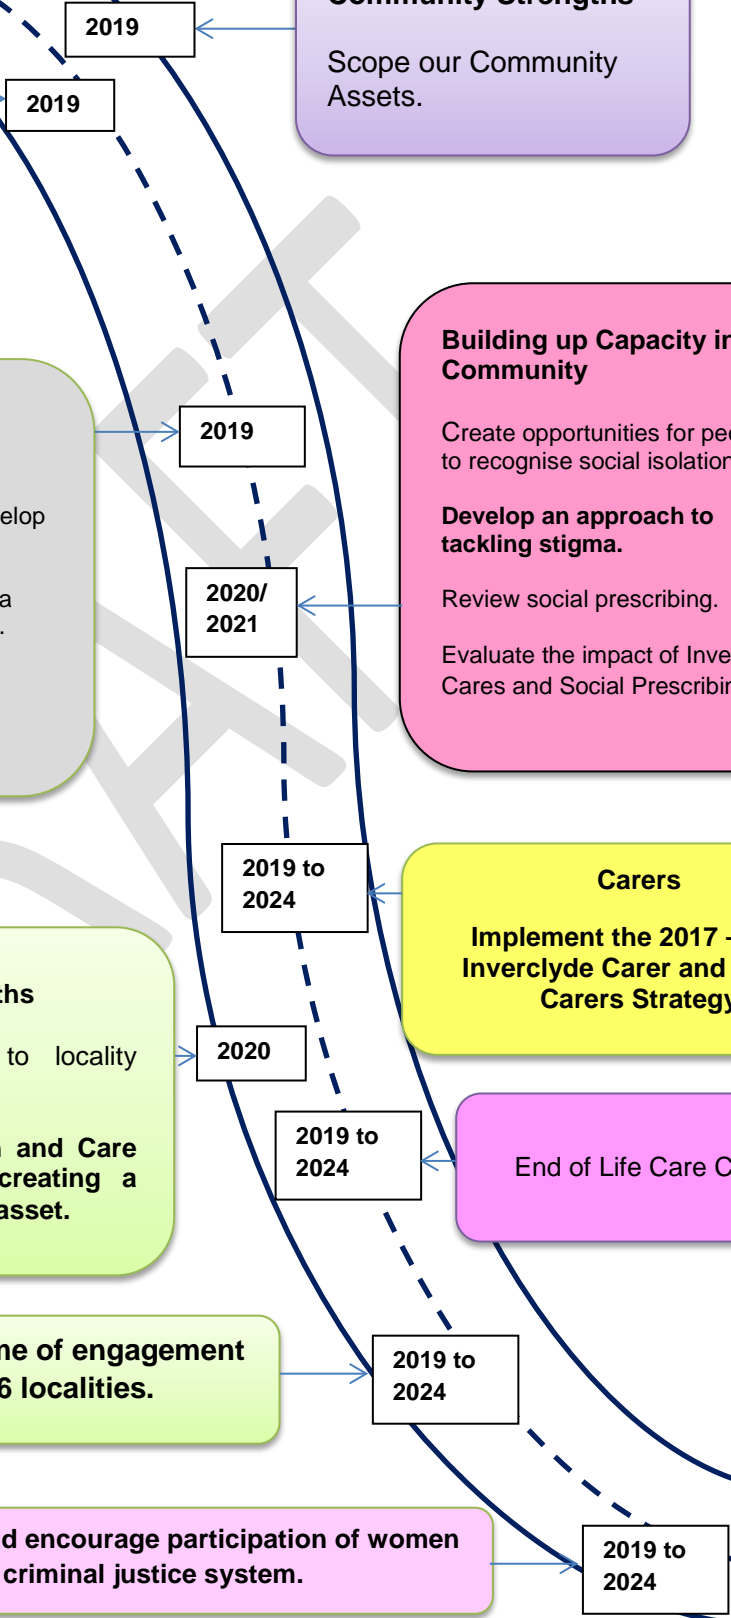 Community Strengths
2019
Scope our Community
Assets.
2019
Building up Capacity in
Community
2019
Create opportunities for pe
to recognise social isolation
elop
Develop an approach to
tackling stigma.
a
.
2020/
2021
Review social prescribing.
Evaluate the impact of Inve
Cares and Social Prescribin
2019 to
2024
Carers
Implement the 2017 -
Inverclyde Carer and
Carers Strategy
ths
to locality
2020
and Care
creating a
asset.
2019 to
2024
End of Life Care C
me of engagement
6 localities.
2019 to
2024
d encourage participation of women
criminal justice system.
2019 to
2024
DRAFT